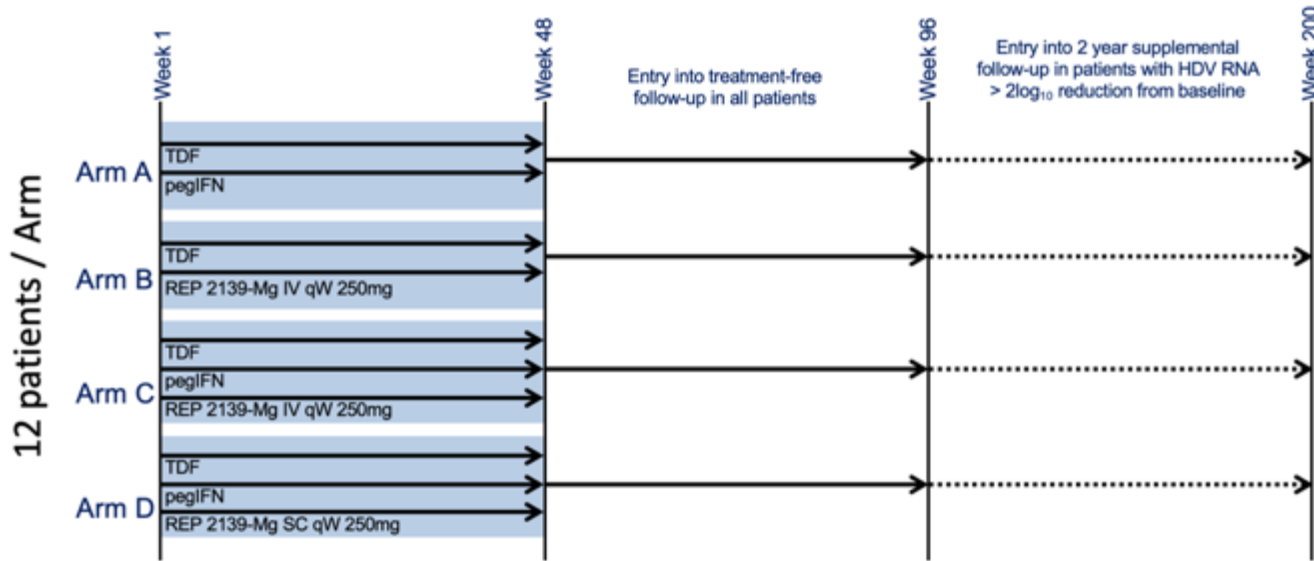 Week 1
Week 48
Week 96
Week 200
Entry into treatment-free
follow-up in all patients
Entry into 2 year supplemental
follow-up in patients with HDV RNA
> 2log₁₀ reduction from baseline
12 patients / Arm
Arm A
TDF
pegIFN
Arm B
TDF
REP 2139-Mg IV qW 250mg
Arm C
TDF
pegIFN
REP 2139-Mg IV qW 250mg
Arm D
TDF
pegIFN
REP 2139-Mg SC qW 250mg